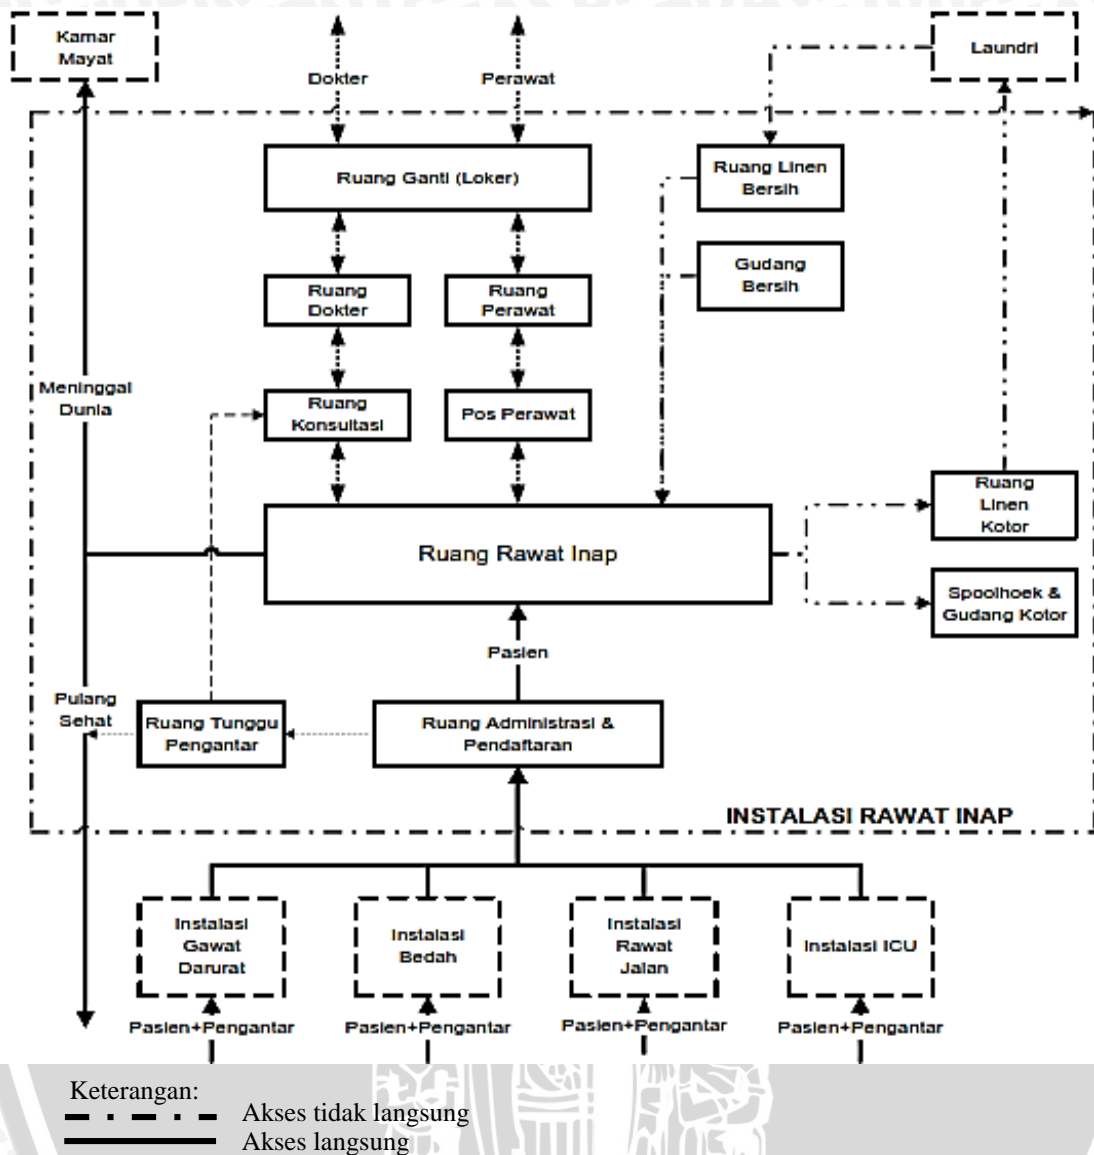 Kamar
Mayat
Dokter
Perawat
Laundri
Ruang Ganti (Loker)
Ruang Linen
Bersih
Gudang
Bersih
Ruang
Dokter
Ruang
Perawat
Meninggal
Dunia
Ruang
Konsultasi
Pos Perawat
Ruang
Linen
Kotor
Ruang Rawat Inap
Spoolhoek &
Gudang Kotor
Pasien
Pulang
Sehat
Ruang Tunggu
Pengantar
Ruang Administrasi &
Pendaftaran
INSTALASI RAWAT INAP
Instalasi
Gawat
Darurat
Instalasi
Bedah
Instalasi
Rawat
Jalan
Instalasi ICU
Pasien+Pengantar
Pasien+Pengantar
Pasien+Pengantar
Pasien+Pengantar
Keterangan:
Akses tidak langsung
Akses langsung